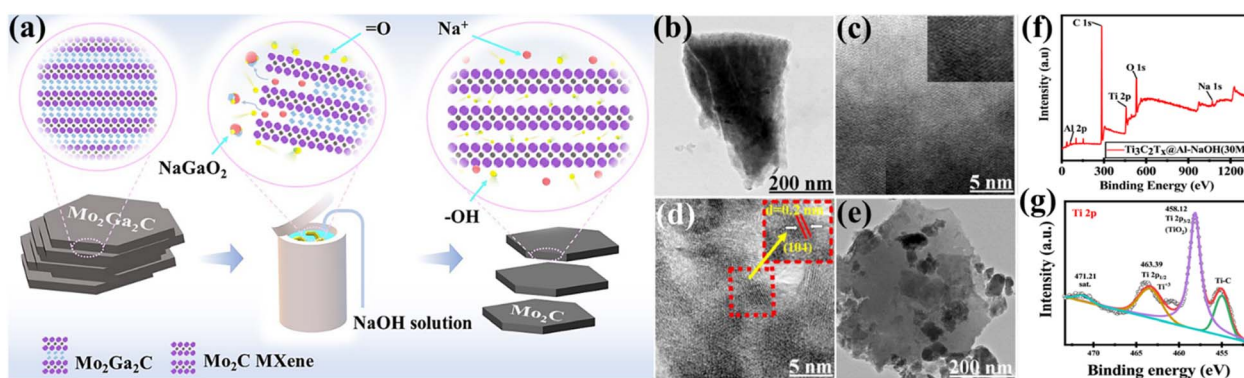 (a)
=O
Na⁺
NaGaO₂
-OH
Mo₂Ga₂C
NaOH solution
Mo₂C
Mo₂Ga₂C
Mo₂C MXene
(b)
200 nm
(c)
5 nm
(d)
d=0.2 nm
(104)
5 nm
(e)
200 nm
(f)
C 1s
O 1s
Ti 2p
Na 1s
Al 2p
Ti₃C₂Tₓ@Al-NaOH(30M
0 300 600 900 1200
Binding Energy (eV)
Intensity (a.u)
(g)
Ti 2p
458.12
Ti 2p₃/₂
(TiO₂)
463.39
Ti 2p₁/₂
Ti⁺³
Ti-C
471.21
sat.
470 465 460 455
Binding energy (eV)
Intensity (a.u.)